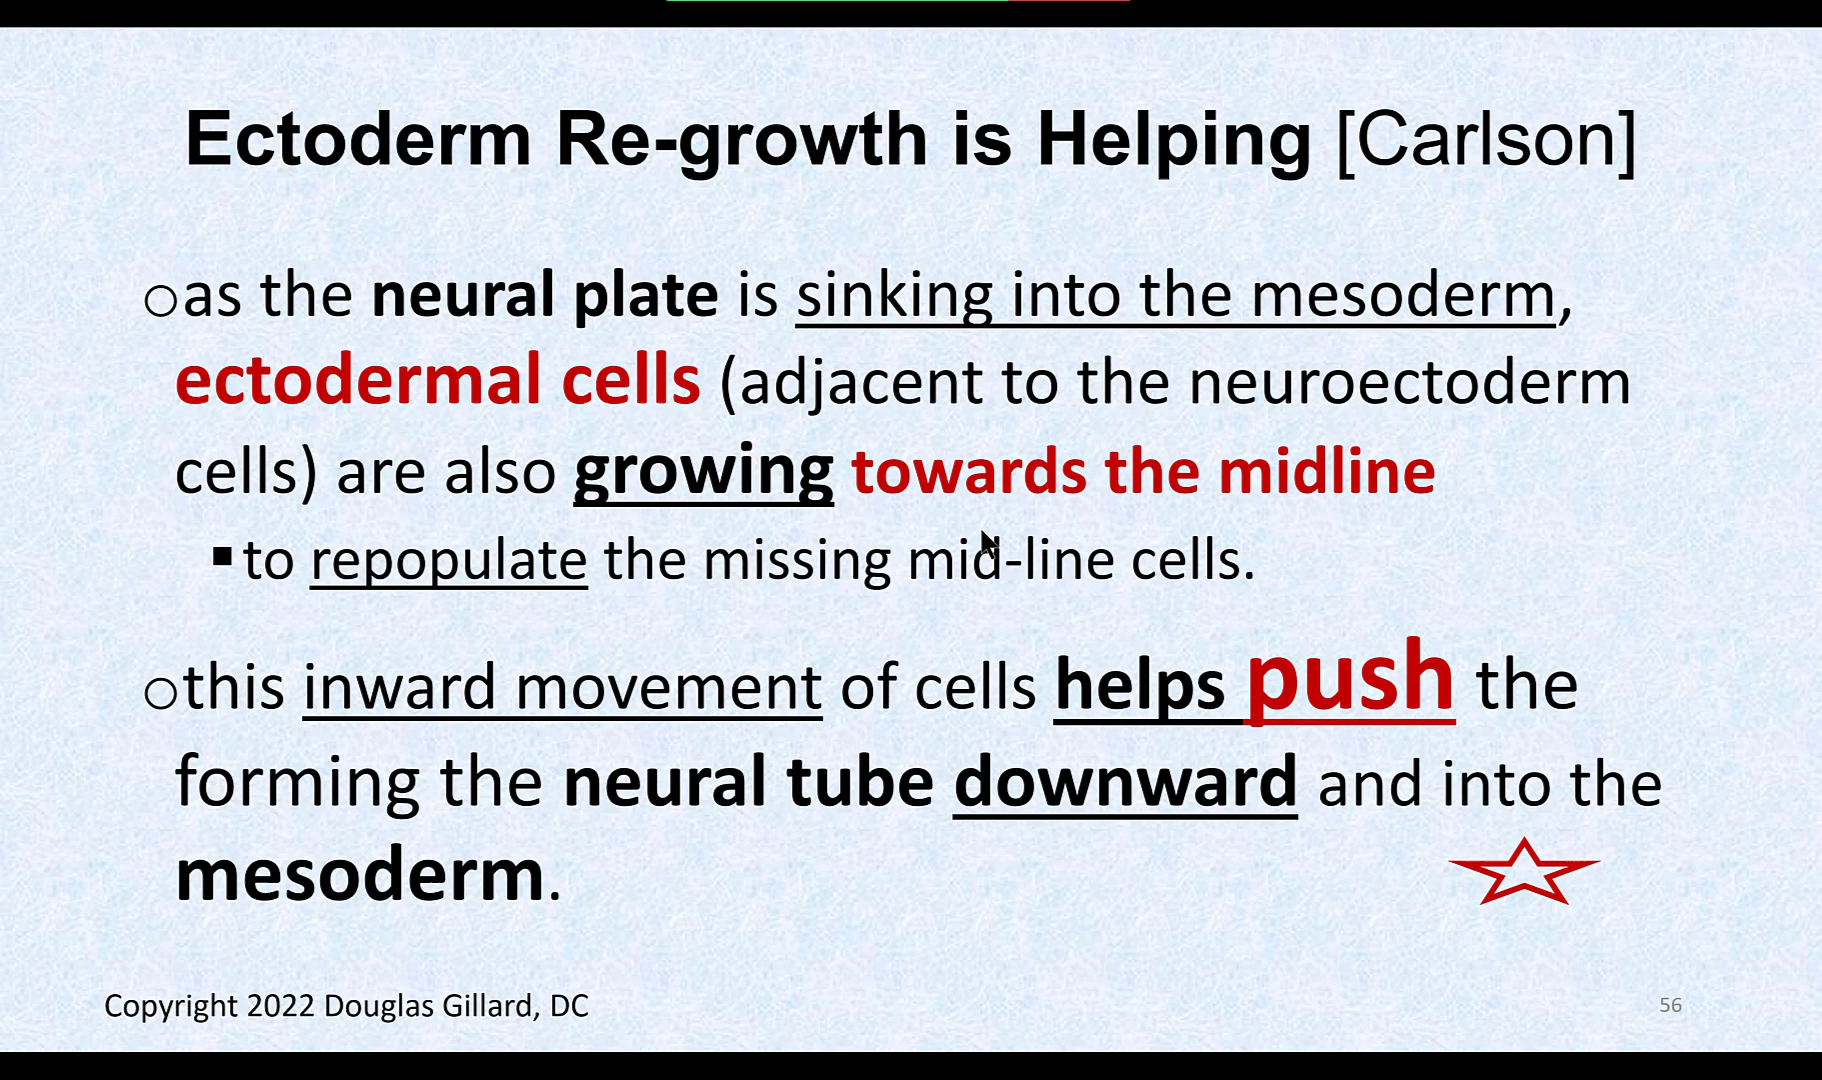 Ectoderm Re-growth is Helping [Carlson]
as the neural plate is sinking into the mesoderm,
ectodermal cells (adjacent to the neuroectoderm
cells) are also growing towards the midline
to repopulate the missing mid-line cells.
this inward movement of cells helps push the
forming the neural tube downward and into the
mesoderm.
Copyright 2022 Douglas Gillard, DC
56